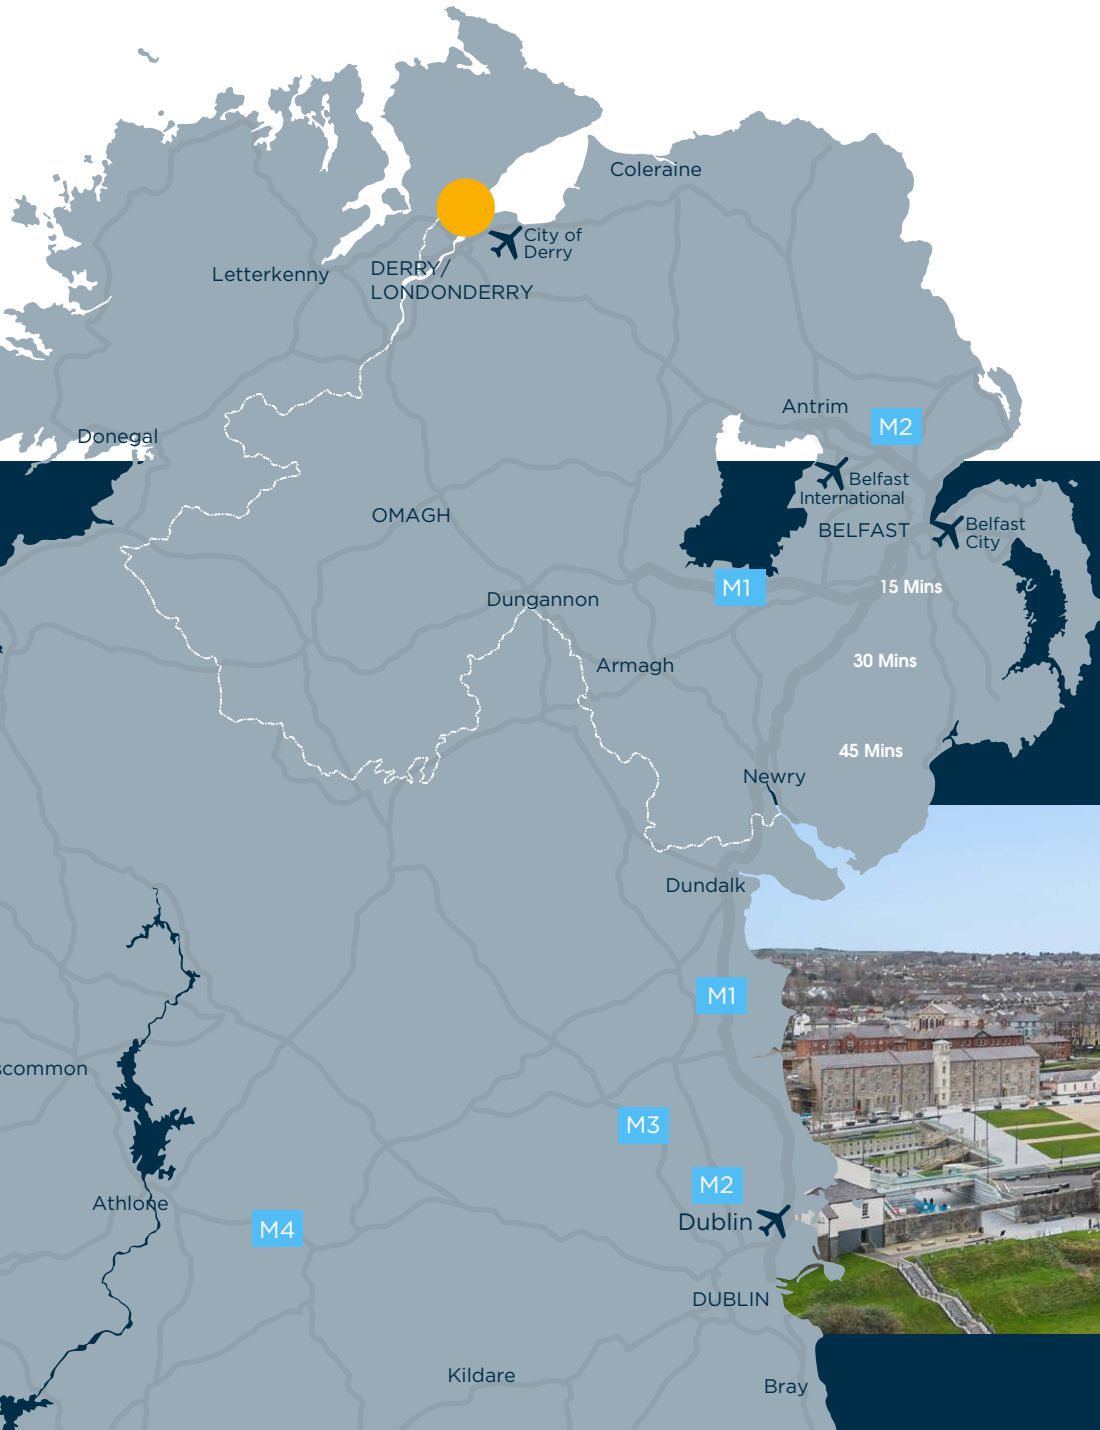 Coleraine
City of
Derry
Letterkenny
DERRY/
LONDONDERRY
Antrim
M2
Donegal
Belfast
International
OMAGH
BELFAST
Belfast
City
M1
15 Mins
Dungannon
30 Mins
Armagh
45 Mins
Newry
Dundalk
M1
scommon
M3
M2
Athlone
Dublin
M4
DUBLIN
Kildare
Bray